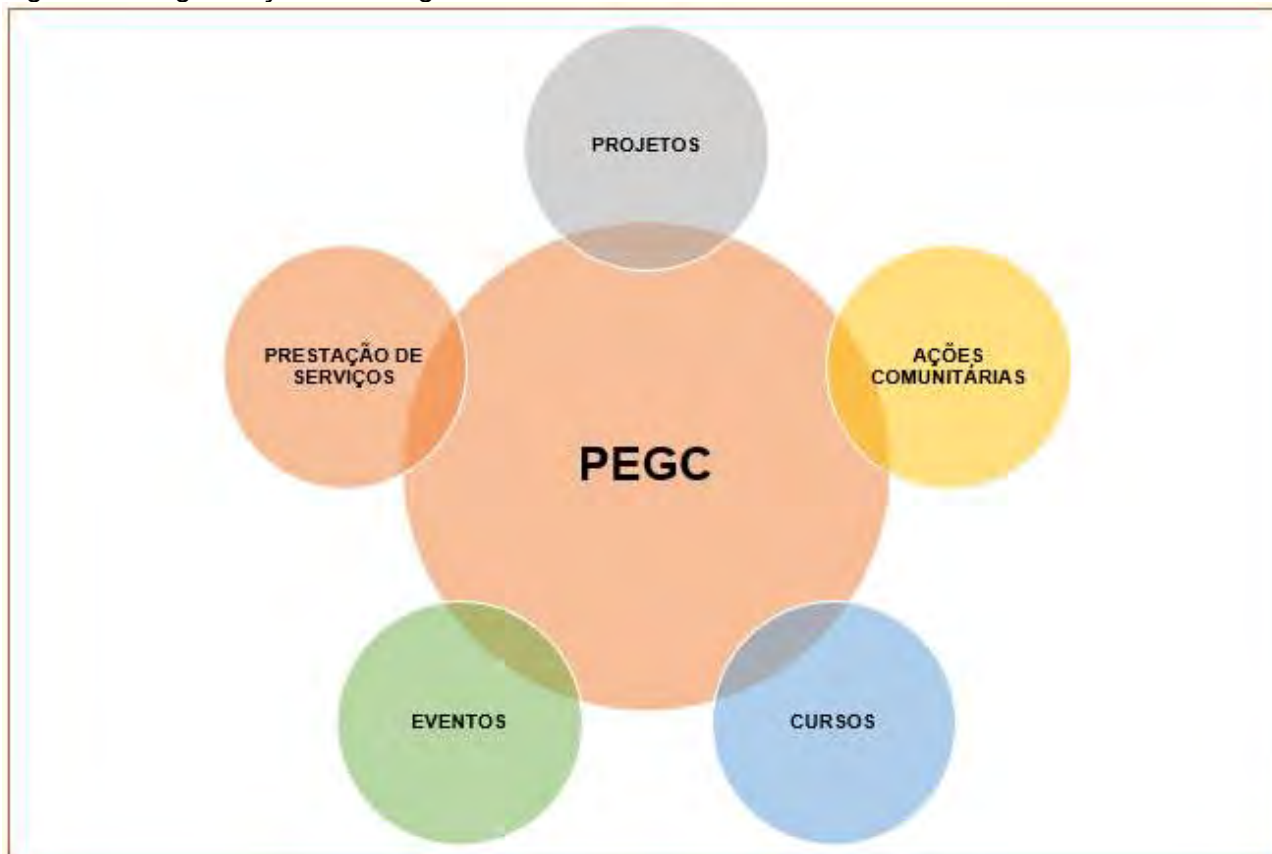 PROJETOS
PRESTAÇÃO DE
SERVIÇOS
AÇÕES
COMUNITÁRIAS
PEGC
EVENTOS
CURSOS